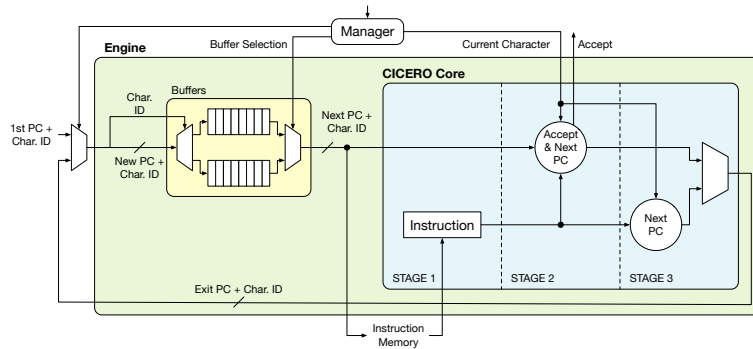 Manager
Engine
Buffer Selection
Current Character
Accept
CICERO Core
Buffers
Char.
ID
1st PC +
Char. ID
Next PC +
Char. ID
New PC +
Char. ID
Accept
& Next
PC
Instruction
Next
PC
STAGE 1
STAGE 2
STAGE 3
Exit PC + Char. ID
Instruction
Memory